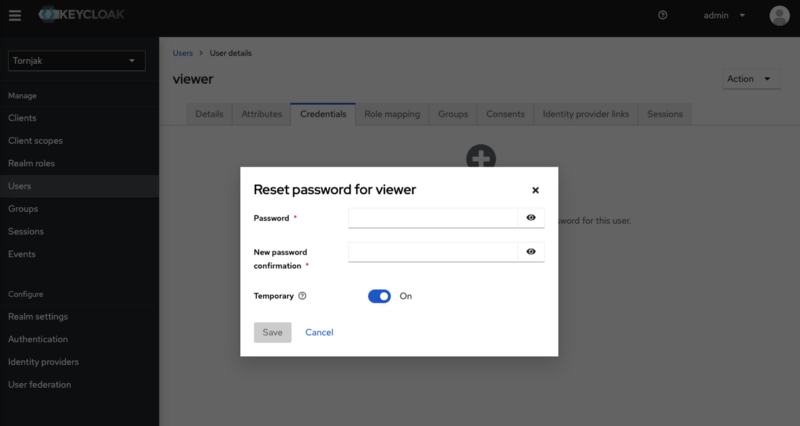 KEYCLOAK
admin
Tornjak
Manage
Clients
Client scopes
Realm roles
Users
Groups
Sessions
Events
Configure
Realm settings
Authentication
Identity providers
User federation
Users > User details
viewer
Action
Details Attributes Credentials Role mapping Groups Consents Identity provider links Sessions
for this user.
Reset password for viewer
Password *
New password
confirmation *
Temporary
On
Save Cancel